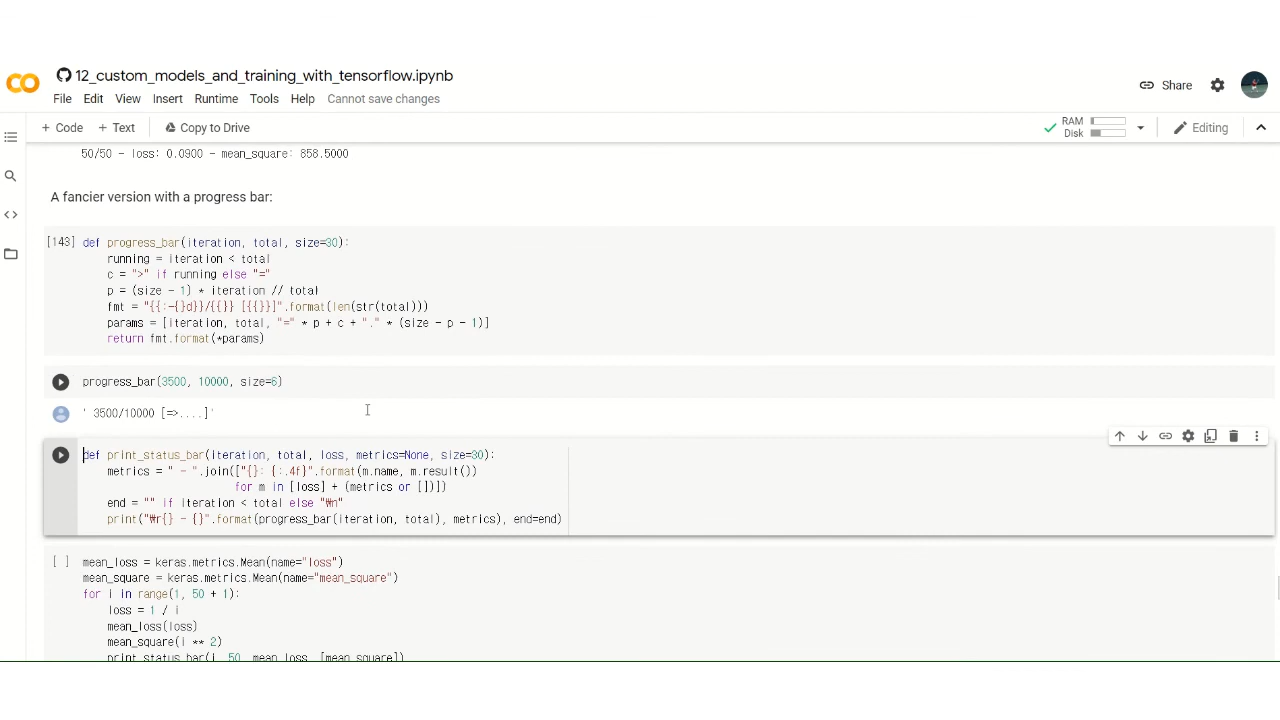 12_custom_models_and_training_with_tensorflow.ipynb
File Edit View Insert Runtime Tools Help Cannot save changes
Share
+ Code + Text Copy to Drive
RAM
Disk
Editing
50/50 - loss: 0.0900 - mean_square: 858.5000
A fancier version with a progress bar:
[143] def progress_bar(iteration, total, size=30):
running = iteration < total
c = ">" if running else "="
p = (size - 1) * iteration // total
fmt = "{{:-{}d}}/{{}} [{{}}]".format(len(str(total)))
params = [iteration, total, "=" * p + c + "." * (size - p - 1)]
return fmt.format(*params)
progress_bar(3500, 10000, size=6)
' 3500/10000 [=>....]'
def print_status_bar(iteration, total, loss, metrics=None, size=30):
metrics = " - ".join(["{}: {:.4f}".format(m.name, m.result())
for m in [loss] + (metrics or [])])
end = "" if iteration < total else "₩n"
print("₩r{} - {}".format(progress_bar(iteration, total), metrics), end=end)
[ ] mean_loss = keras.metrics.Mean(name="loss")
mean_square = keras.metrics.Mean(name="mean_square")
for i in range(1, 50 + 1):
loss = 1 / i
mean_loss(loss)
mean_square(i ** 2)
print_status_bar(i, 50, mean_loss, [mean_square])